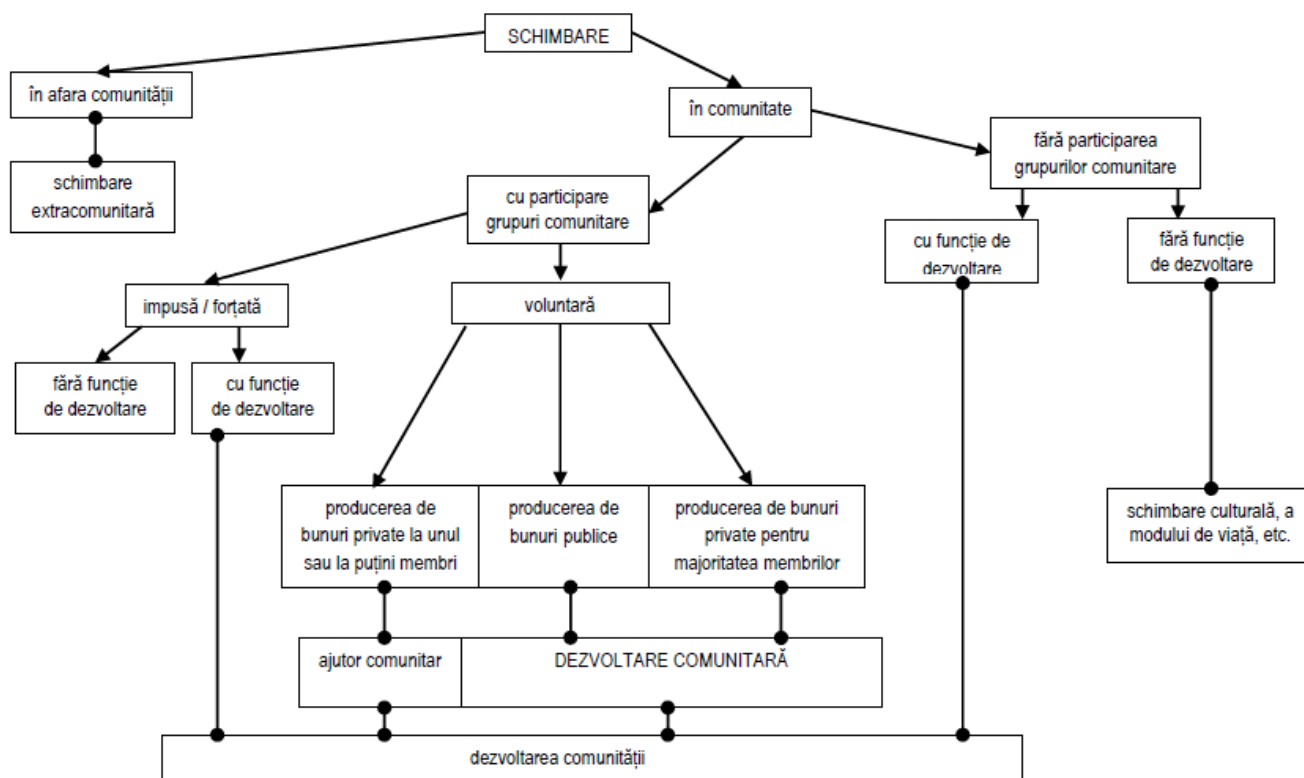 SCHIMBARE
în afara comunității
în comunitate
fără participarea
grupurilor comunitare
schimbare
extracomunitară
cu participare
grupuri comunitare
cu funcție de
dezvoltare
fără funcție
de dezvoltare
impusă / forțată
voluntară
fără funcție
de dezvoltare
cu funcție
de dezvoltare
producerea de
bunuri private la unul
sau la puțini membri
producerea de
bunuri publice
producerea de bunuri
private pentru
majoritatea membrilor
schimbare culturală, a
modului de viață, etc.
ajutor comunitar
DEZVOLTARE COMUNITARĂ
dezvoltarea comunității